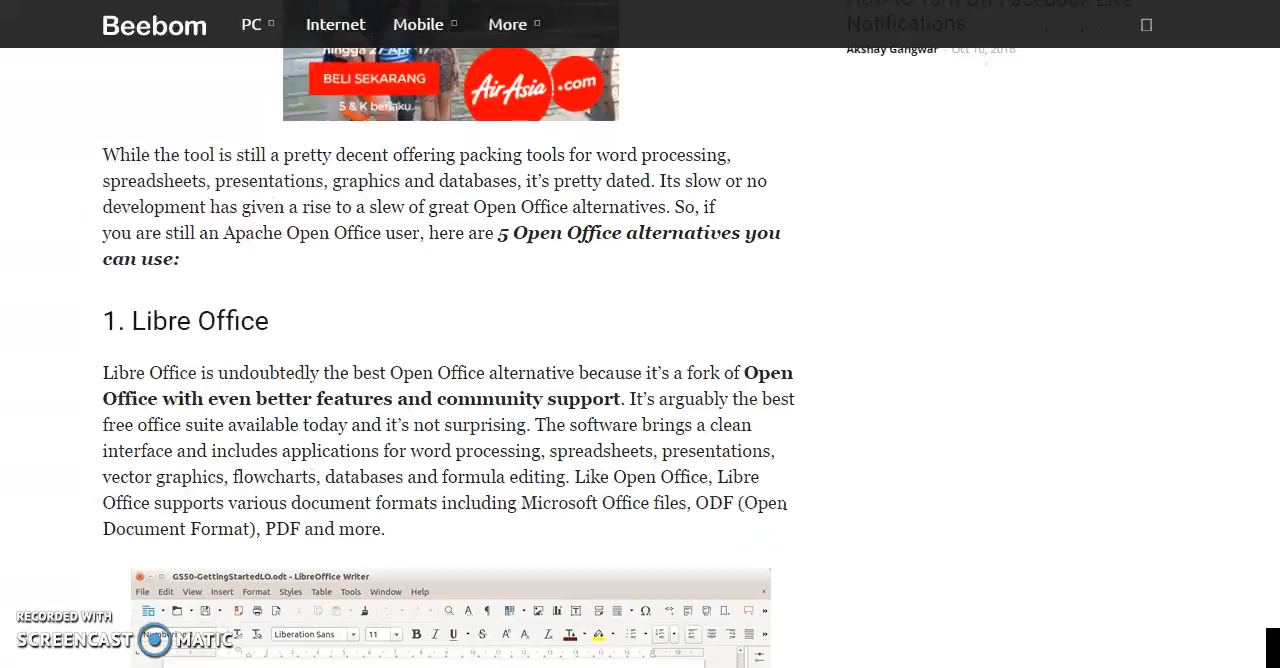 Beebom PC Internet Mobile More
Notifications
Akshay Gangwar - Oct 10, 2016
hingga 27 Apr '17
BELI SEKARANG
AirAsia .com
S & K berlaku.
While the tool is still a pretty decent offering packing tools for word processing,
spreadsheets, presentations, graphics and databases, it's pretty dated. Its slow or no
development has given a rise to a slew of great Open Office alternatives. So, if
you are still an Apache Open Office user, here are 5 Open Office alternatives you
can use:
1. Libre Office
Libre Office is undoubtedly the best Open Office alternative because it's a fork of Open
Office with even better features and community support. It's arguably the best
free office suite available today and it's not surprising. The software brings a clean
interface and includes applications for word processing, spreadsheets, presentations,
vector graphics, flowcharts, databases and formula editing. Like Open Office, Libre
Office supports various document formats including Microsoft Office files, ODF (Open
Document Format), PDF and more.
GS50-GettingStartedLO.odt - LibreOffice Writer
File Edit View Insert Format Styles Table Tools Window Help
Liberation Sans 11
RECORDED WITH
SCREENCAST MATIC